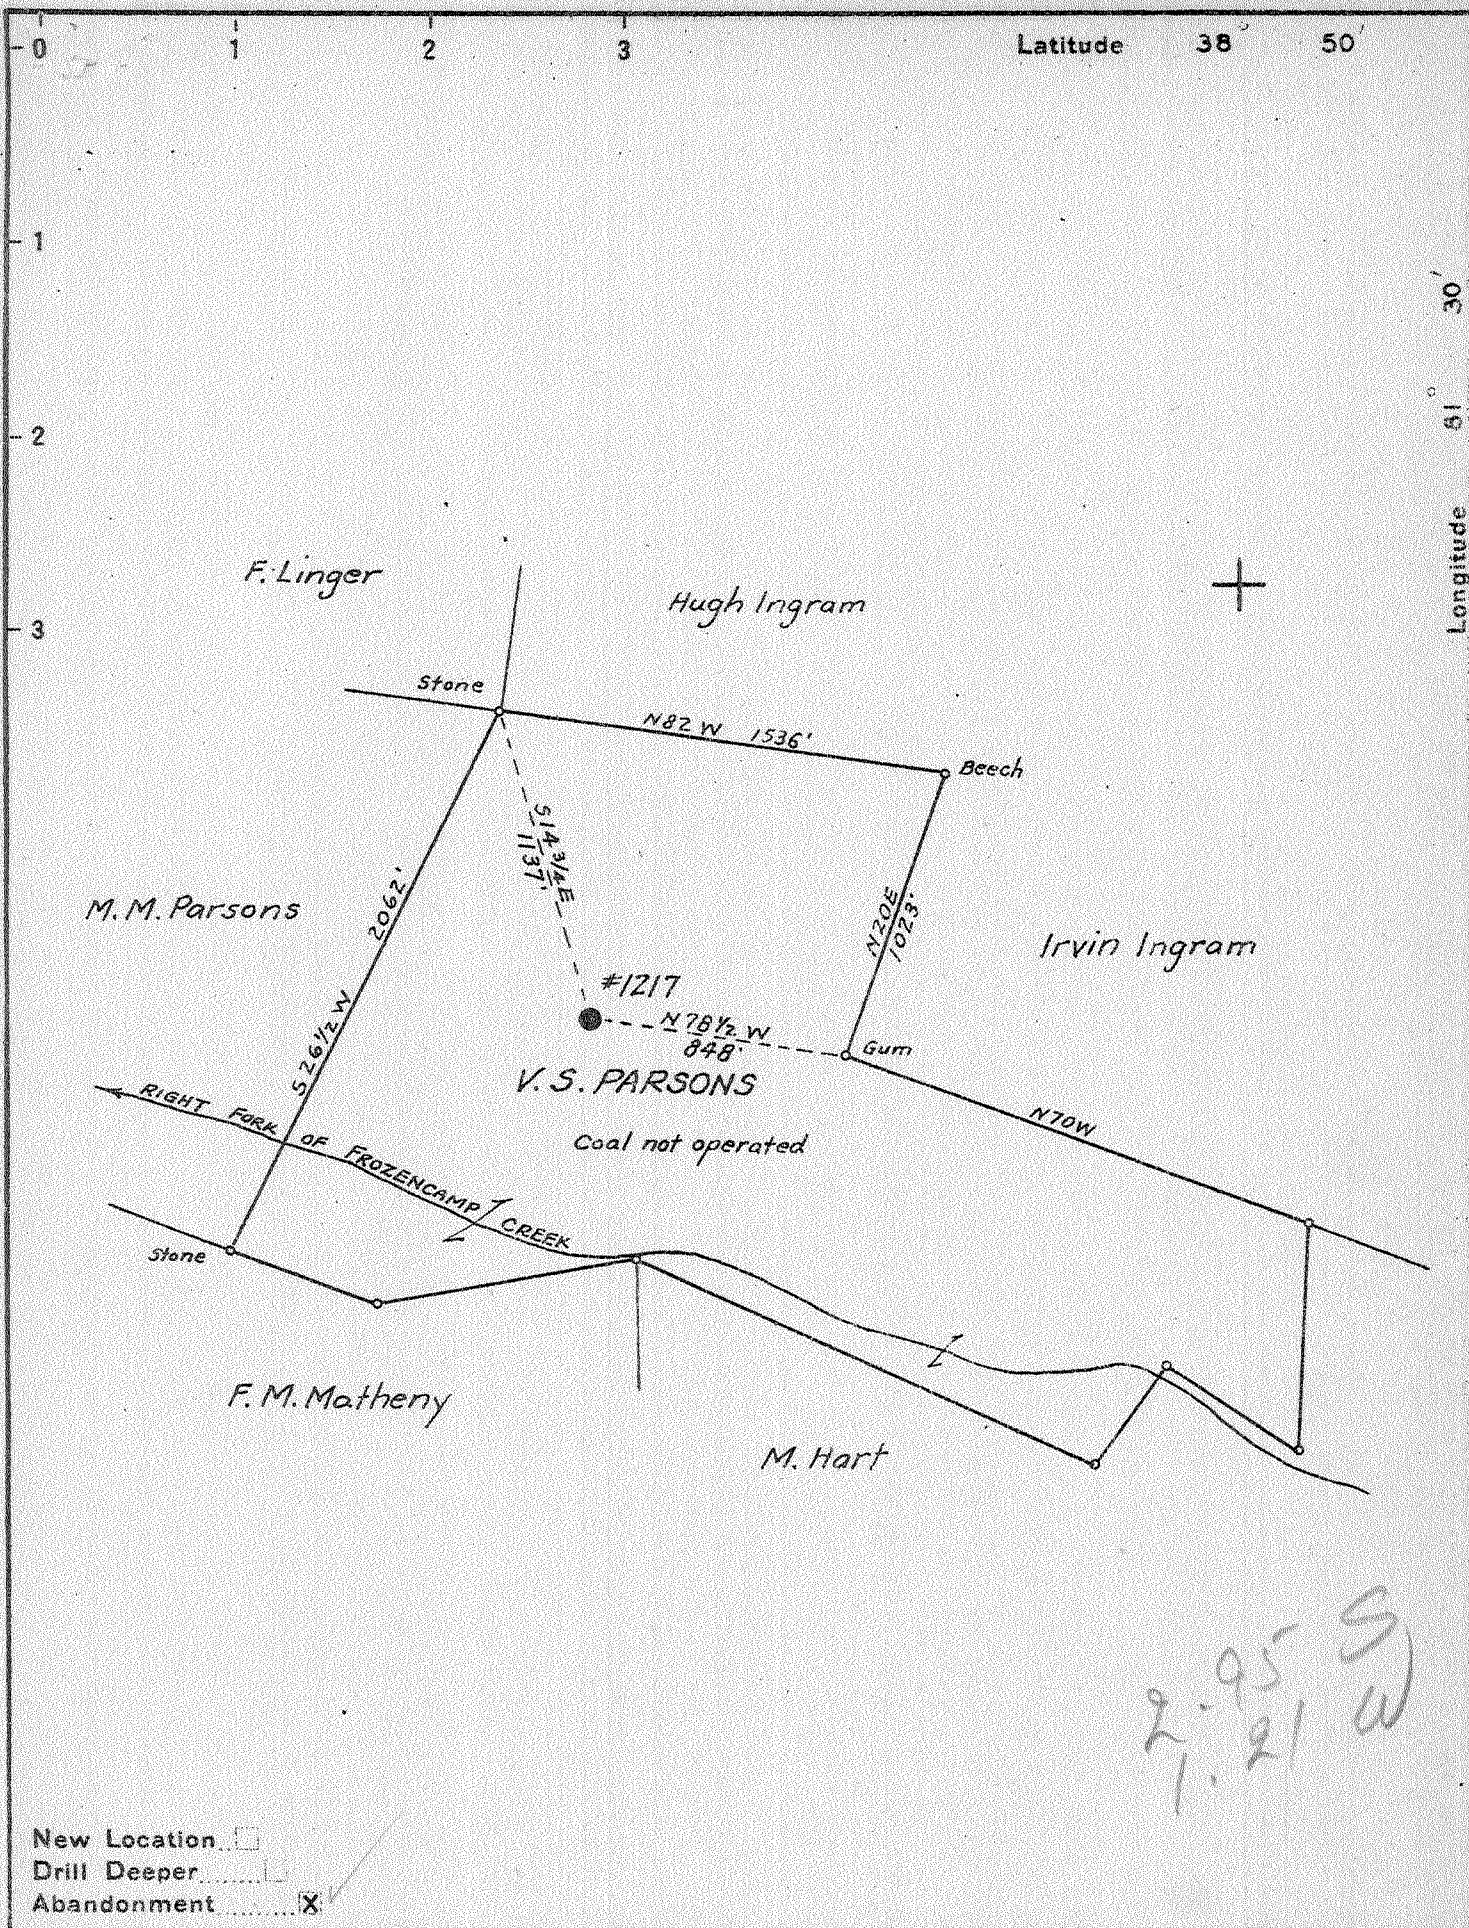 0 1 2 3 Latitude 38° 50'
1
2
3
Longitude 81° 30'
F. Linger
Hugh Ingram
Stone
N82 W 1536'
Beech
S14 3/4 E
1137'
M. M. Parsons
2062'
S 26 1/2 W
N20E
1023'
Irvin Ingram
#1217
N 78 1/2 W
848'
Gum
V. S. PARSONS
RIGHT FORK OF FROZENCAMP CREEK
N70W
Coal not operated
Stone
F. M. Matheny
M. Hart
2.95 S
1.21 W
New Location
Drill Deeper
Abandonment X